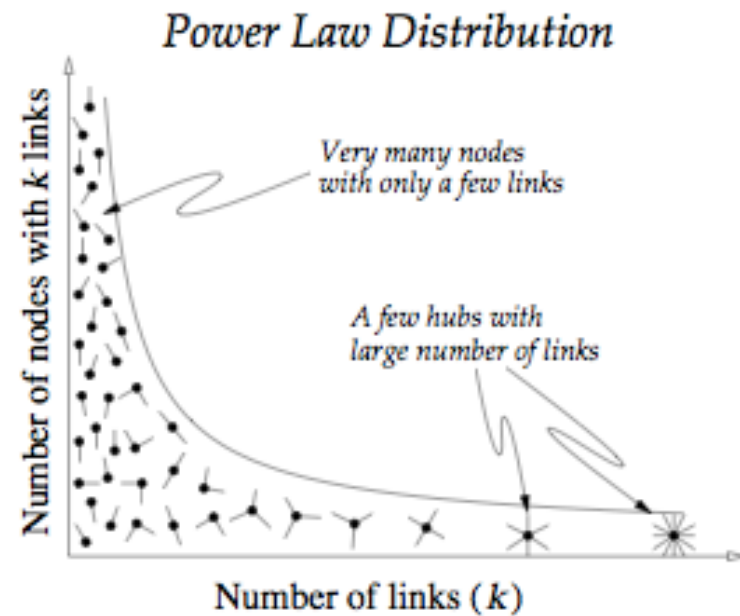 Power Law Distribution
Number of nodes with k links
Very many nodes
with only a few links
A few hubs with
large number of links
Number of links (k)